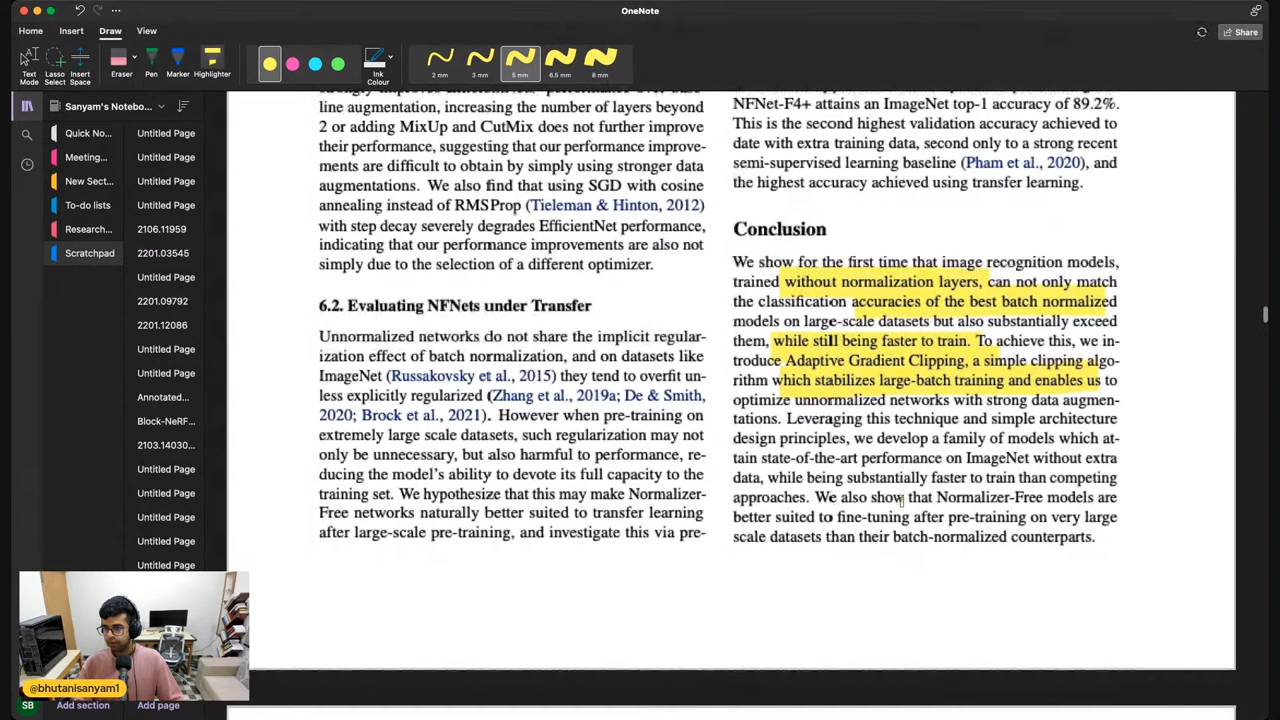 OneNote
Home
Insert
Draw
View
Share
Text Mode
Lasso Select
Insert Space
Eraser
Pen
Marker
Highlighter
Ink Colour
2 mm
3 mm
5 mm
6.5 mm
8 mm
Sanyam's Notebo...
Quick No...
Meeting...
New Sect...
To-do lists
Research...
Scratchpad
Untitled Page
Untitled Page
Untitled Page
Untitled Page
2106.11959
2201.03545
Untitled Page
2201.09792
2201.12086
Untitled Page
Untitled Page
Annotated...
Block-NeRF...
2103.14030...
Untitled Page
Untitled Page
Untitled Page
Untitled Page
Untitled Page
line augmentation, increasing the number of layers beyond
2 or adding MixUp and CutMix does not further improve
their performance, suggesting that our performance improve-
ments are difficult to obtain by simply using stronger data
augmentations. We also find that using SGD with cosine
annealing instead of RMSProp (Tieleman & Hinton, 2012)
with step decay severely degrades EfficientNet performance,
indicating that our performance improvements are also not
simply due to the selection of a different optimizer.
6.2. Evaluating NFNets under Transfer
Unnormalized networks do not share the implicit regular-
ization effect of batch normalization, and on datasets like
ImageNet (Russakovsky et al., 2015) they tend to overfit un-
less explicitly regularized (Zhang et al., 2019a; De & Smith,
2020; Brock et al., 2021). However when pre-training on
extremely large scale datasets, such regularization may not
only be unnecessary, but also harmful to performance, re-
ducing the model's ability to devote its full capacity to the
training set. We hypothesize that this may make Normalizer-
Free networks naturally better suited to transfer learning
after large-scale pre-training, and investigate this via pre-
NFNet-F4+ attains an ImageNet top-1 accuracy of 89.2%.
This is the second highest validation accuracy achieved to
date with extra training data, second only to a strong recent
semi-supervised learning baseline (Pham et al., 2020), and
the highest accuracy achieved using transfer learning.
Conclusion
We show for the first time that image recognition models,
trained without normalization layers, can not only match
the classification accuracies of the best batch normalized
models on large-scale datasets but also substantially exceed
them, while still being faster to train. To achieve this, we in-
troduce Adaptive Gradient Clipping, a simple clipping algo-
rithm which stabilizes large-batch training and enables us to
optimize unnormalized networks with strong data augmen-
tations. Leveraging this technique and simple architecture
design principles, we develop a family of models which at-
tain state-of-the-art performance on ImageNet without extra
data, while being substantially faster to train than competing
approaches. We also show that Normalizer-Free models are
better suited to fine-tuning after pre-training on very large
scale datasets than their batch-normalized counterparts.
@bhutanisanyam1
SB
Add section
Add page